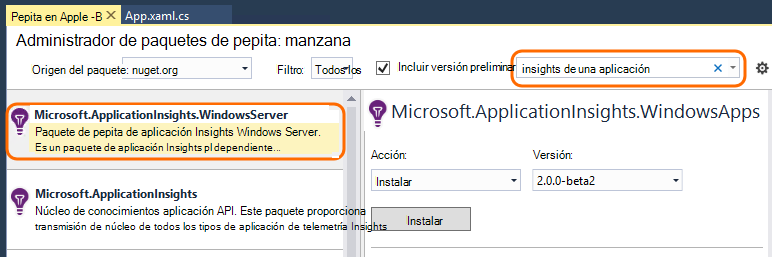 Pepita en Apple -B App.xaml.cs
Administrador de paquetes de pepita: manzana
Origen del paquete: nuget.org Filtro: Todos los Incluir versión preliminar insights de una aplicación
Microsoft.ApplicationInsights.WindowsServer
Paquete de pepita de aplicación Insights Windows Server.
Es un paquete de aplicación Insights pl dependiente...
Microsoft.ApplicationInsights
Núcleo de conocimientos aplicación API. Este paquete proporciona
transmisión de núcleo de todos los tipos de aplicación de telemetría Insights
Microsoft.ApplicationInsights.WindowsApps
Acción: Versión:
Instalar 2.0.0-beta2
Instalar